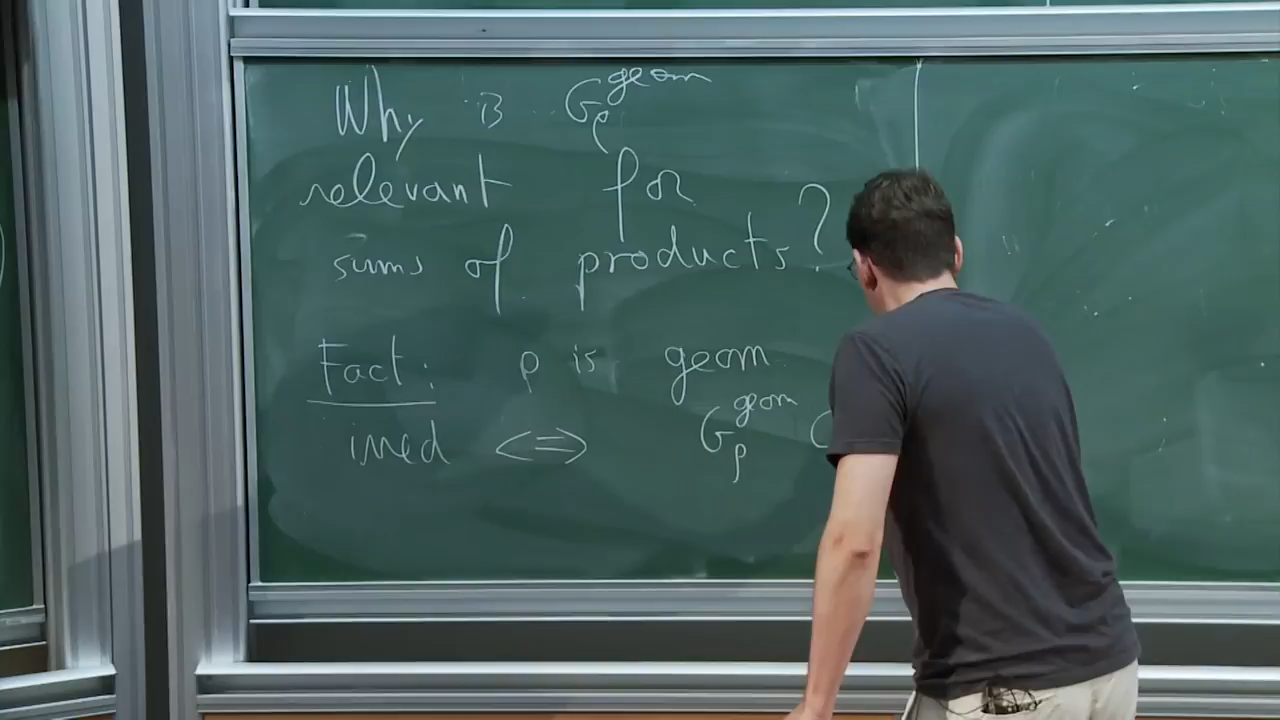 Why is G_ρ^geom
relevant for
sums of products?
Fact: ρ is geom.
irred <=> G_ρ^geom C